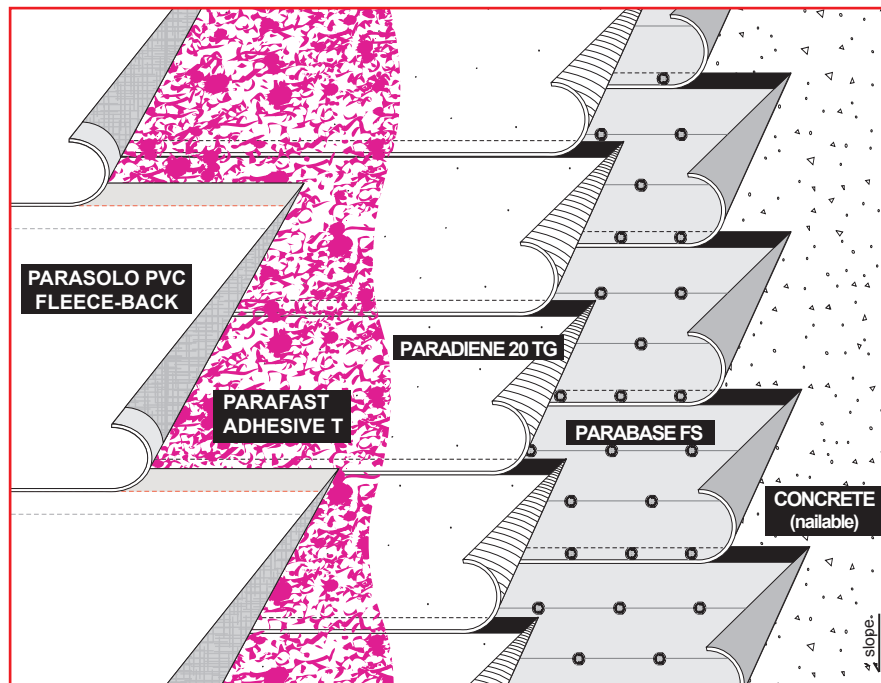 PARASOLO PVC
FLEECE-BACK
PARADIENE 20 TG
PARAFAST
ADHESIVE T
PARABASE FS
CONCRETE
(nailable)
slope